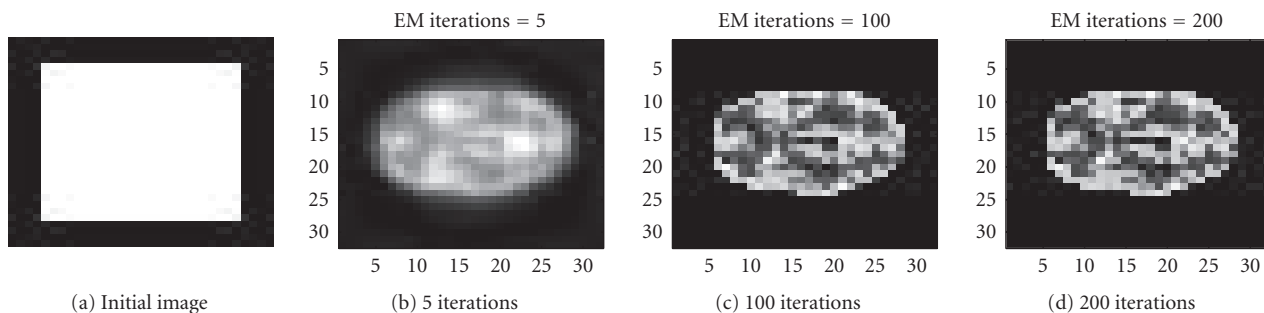 EM iterations = 5
EM iterations = 100
EM iterations = 200
5
10
15
20
25
30
5 10 15 20 25 30
5
10
15
20
25
30
5 10 15 20 25 30
5
10
15
20
25
30
5 10 15 20 25 30
(a) Initial image
(b) 5 iterations
(c) 100 iterations
(d) 200 iterations